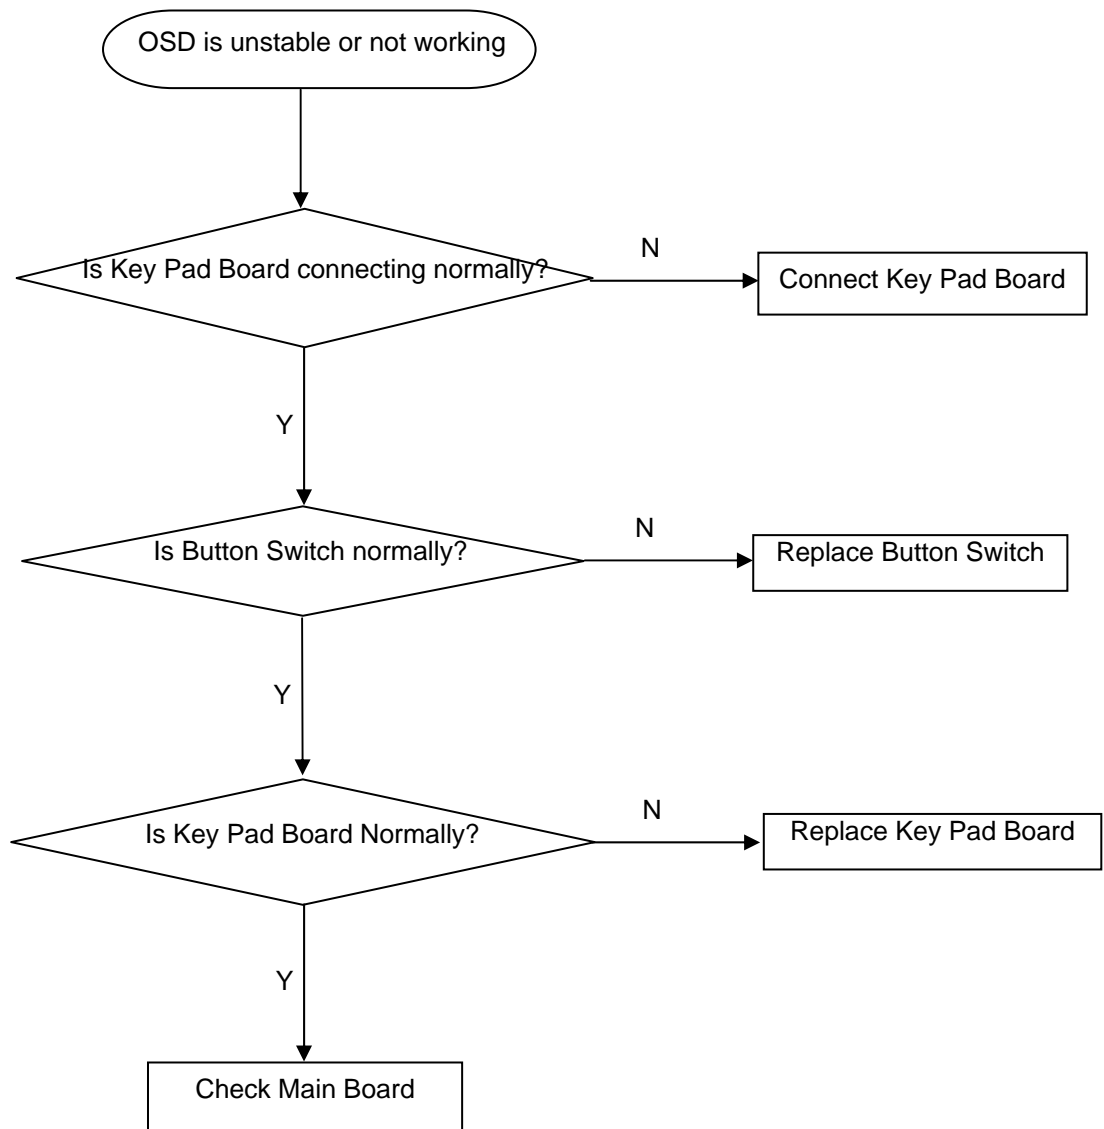 OSD is unstable or not working
N
Is Key Pad Board connecting normally?
Connect Key Pad Board
Y
N
Is Button Switch normally?
Replace Button Switch
Y
N
Is Key Pad Board Normally?
Replace Key Pad Board
Y
Check Main Board